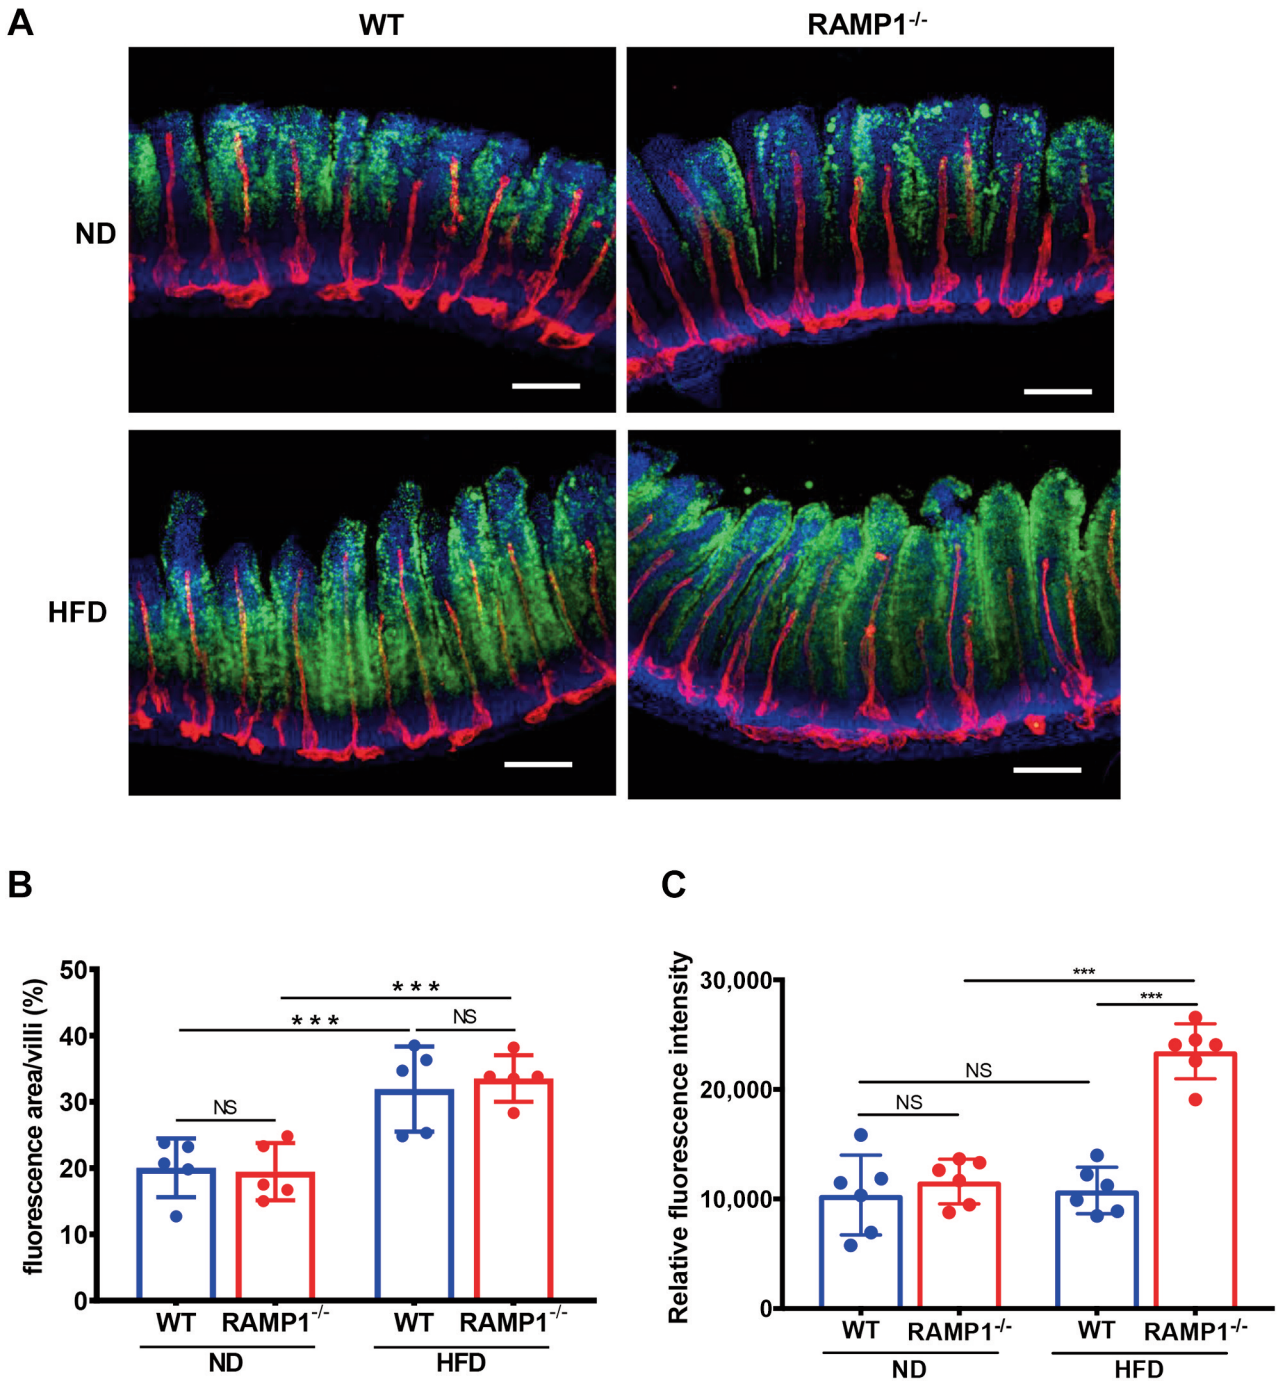 A
WT
RAMP1-/-
ND
HFD
B
fluorescence area/villi (%)
50
40
30
20
10
0
***
***
NS
NS
WT
RAMP1-/-
WT
RAMP1-/-
ND
HFD
C
Relative fluorescence intensity
30,000
20,000
10,000
0
***
***
NS
NS
WT
RAMP1-/-
WT
RAMP1-/-
ND
HFD